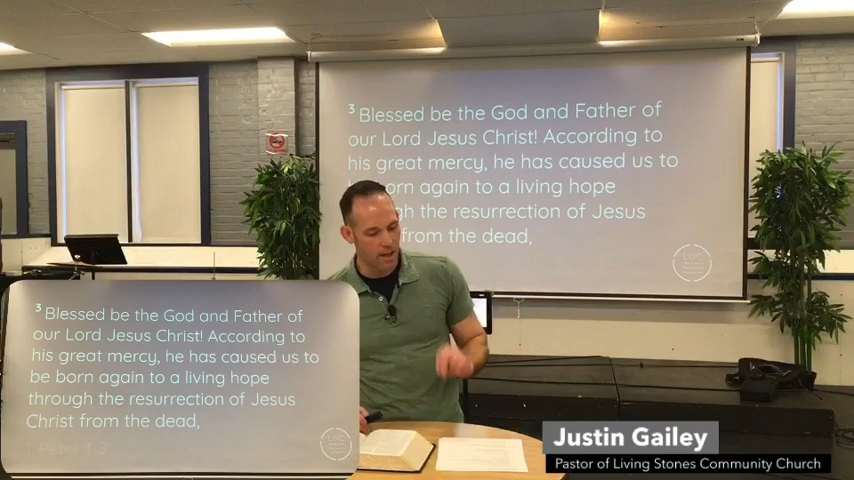 3 Blessed be the God and Father of
our Lord Jesus Christ! According to
his great mercy, he has caused us to
be born again to a living hope
gh the resurrection of Jesus
from the dead,
3 Blessed be the God and Father of
our Lord Jesus Christ! According to
his great mercy, he has caused us to
be born again to a living hope
through the resurrection of Jesus
Christ from the dead,
1 Peter 1:3
Justin Gailey
Pastor of Living Stones Community Church